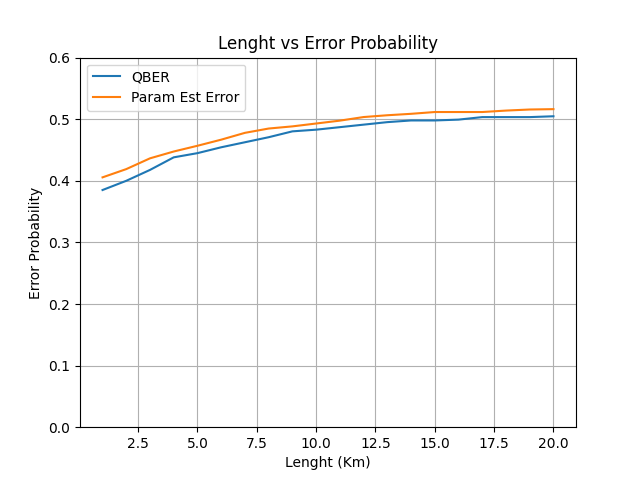 Lenght vs Error Probability
QBER
Param Est Error
Error Probability
0.6
0.5
0.4
0.3
0.2
0.1
0.0
2.5 5.0 7.5 10.0 12.5 15.0 17.5 20.0
Lenght (Km)